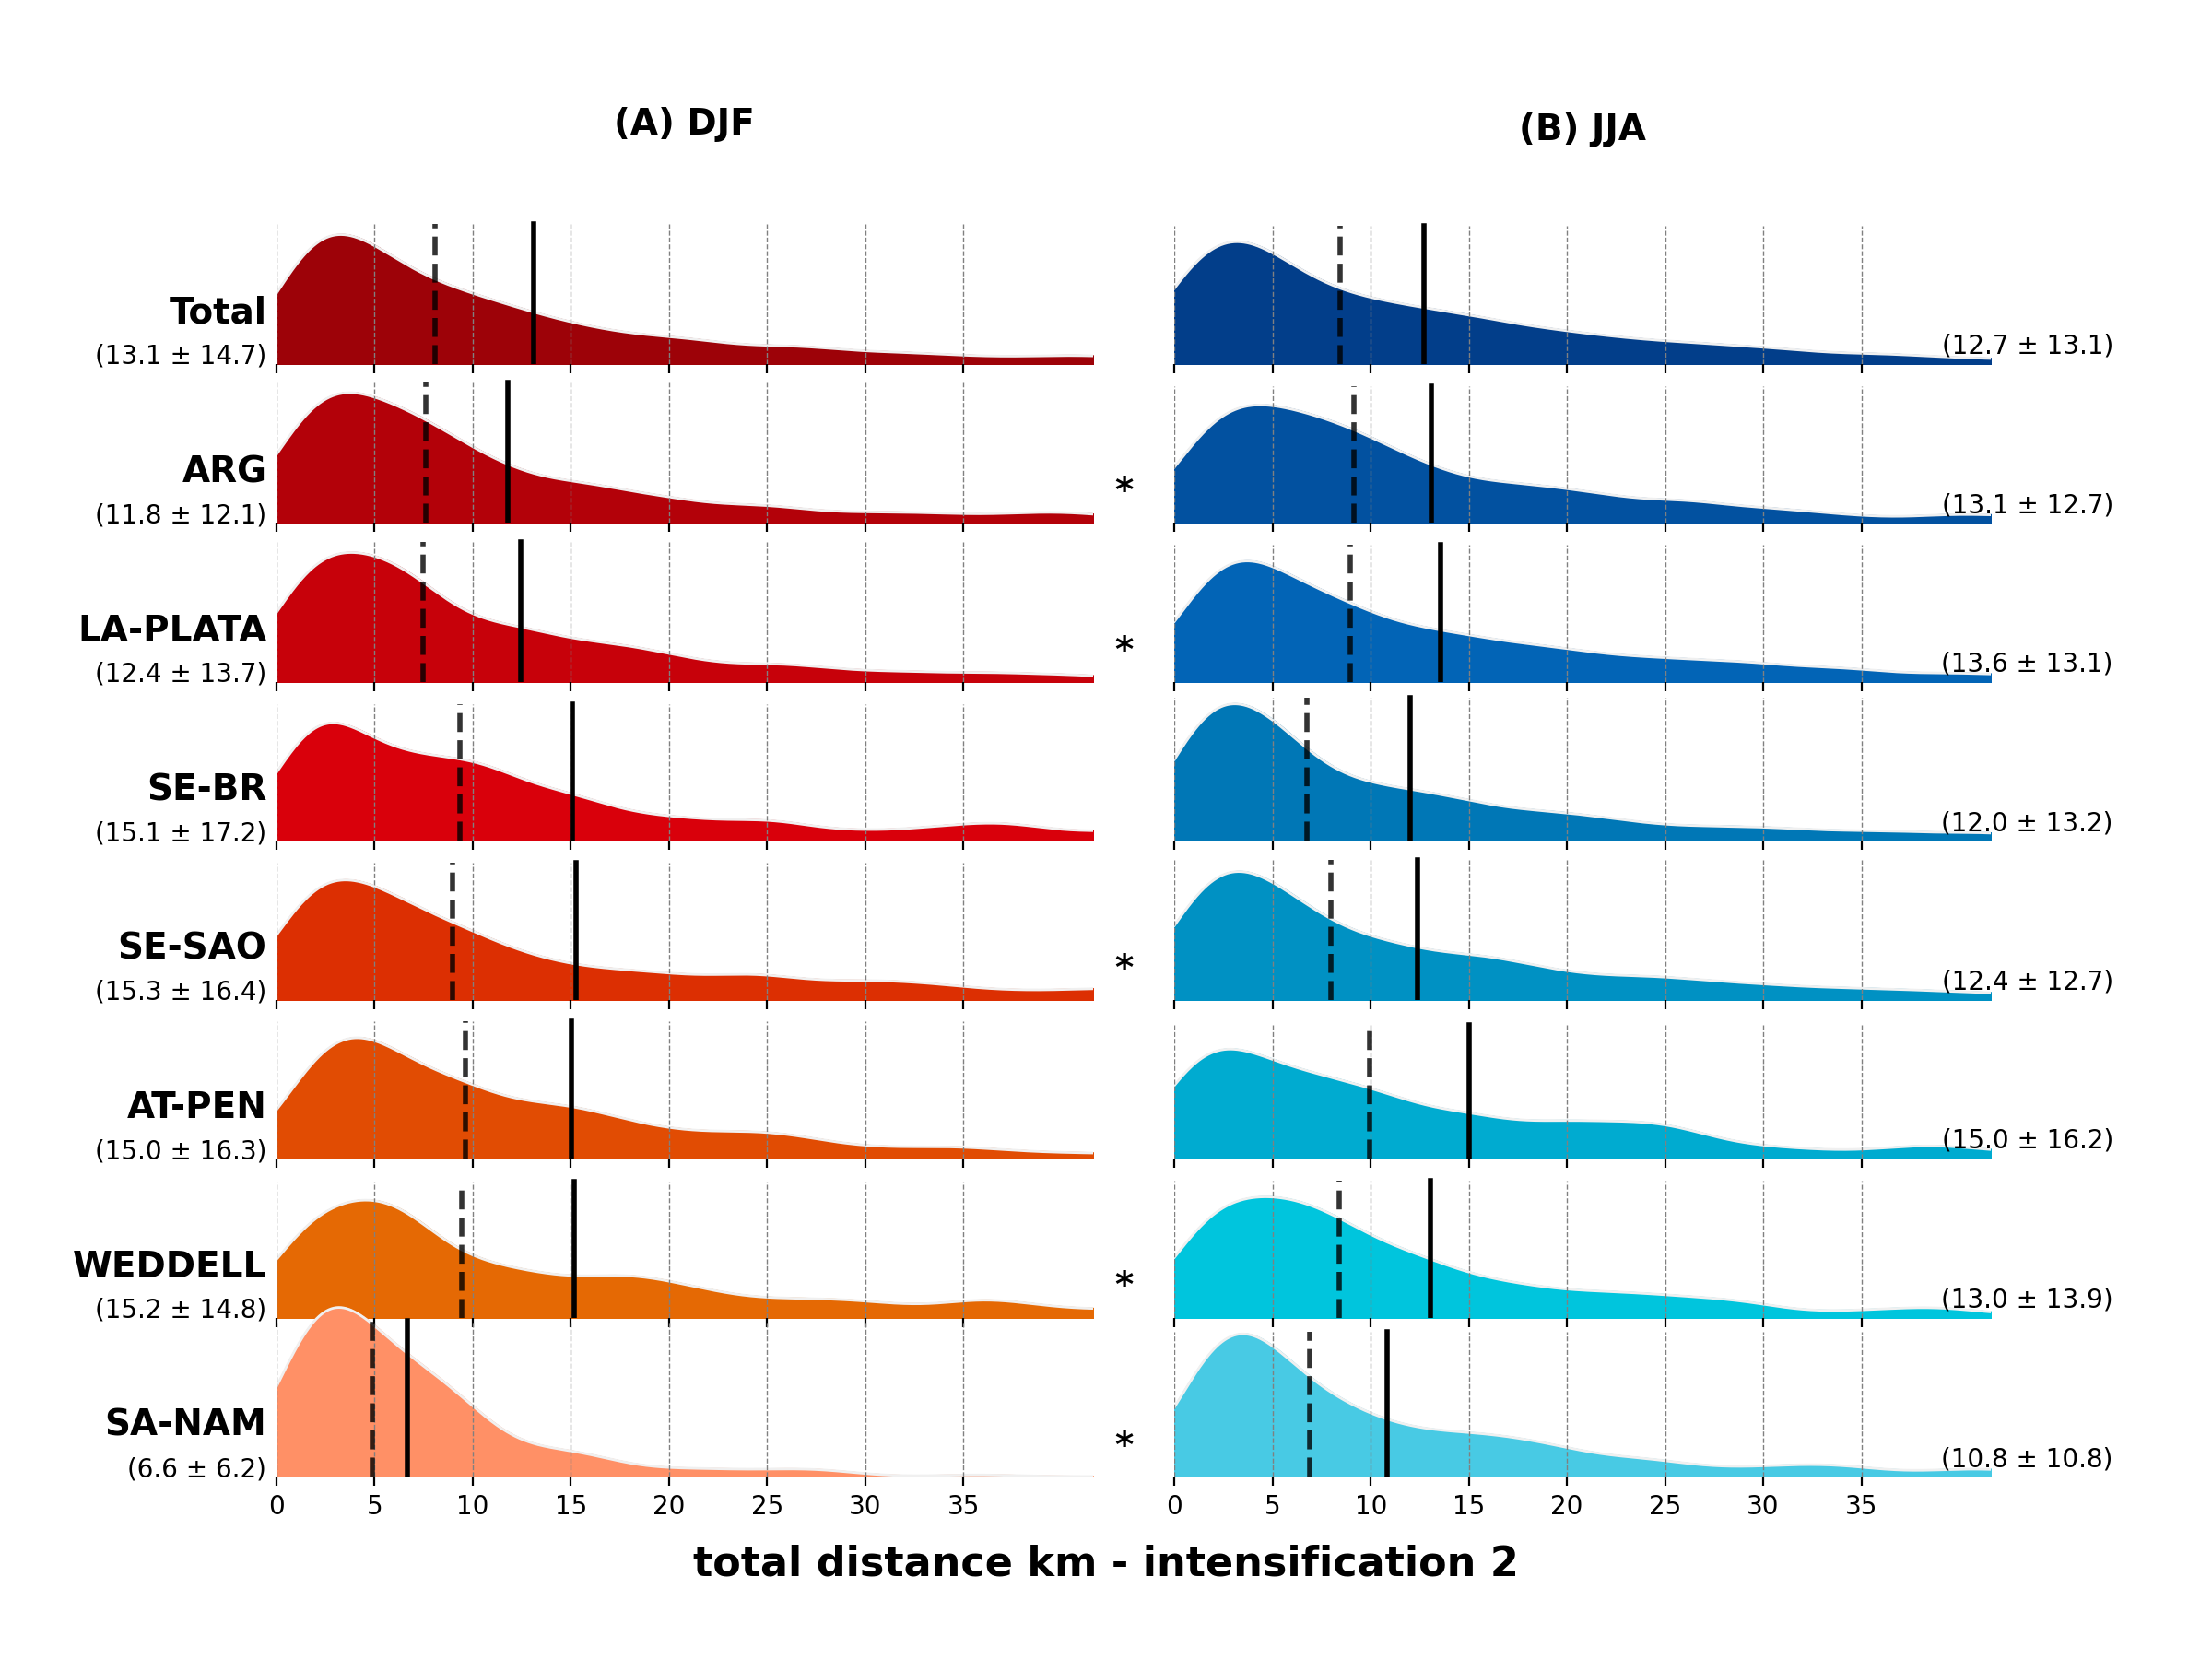 (A) DJF
(B) JJA
Total
(13.1 ± 14.7)
(12.7 ± 13.1)
ARG
(11.8 ± 12.1)
*
(13.1 ± 12.7)
LA-PLATA
(12.4 ± 13.7)
*
(13.6 ± 13.1)
SE-BR
(15.1 ± 17.2)
(12.0 ± 13.2)
SE-SAO
(15.3 ± 16.4)
*
(12.4 ± 12.7)
AT-PEN
(15.0 ± 16.3)
(15.0 ± 16.2)
WEDDELL
(15.2 ± 14.8)
*
(13.0 ± 13.9)
SA-NAM
(6.6 ± 6.2)
*
(10.8 ± 10.8)
0 5 10 15 20 25 30 35
0 5 10 15 20 25 30 35
total distance km - intensification 2